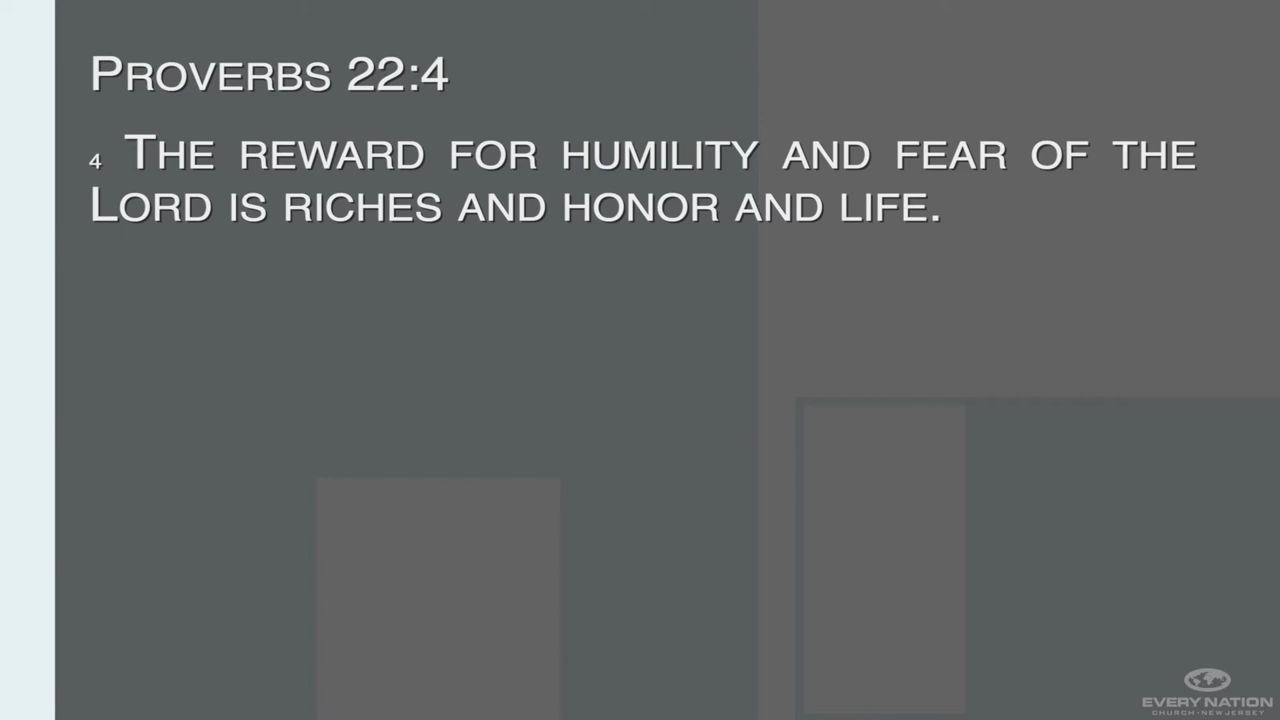 PROVERBS 22:4
4 THE REWARD FOR HUMILITY AND FEAR OF THE
LORD IS RICHES AND HONOR AND LIFE.
EVERY NATION
CHURCH • NEW JERSEY